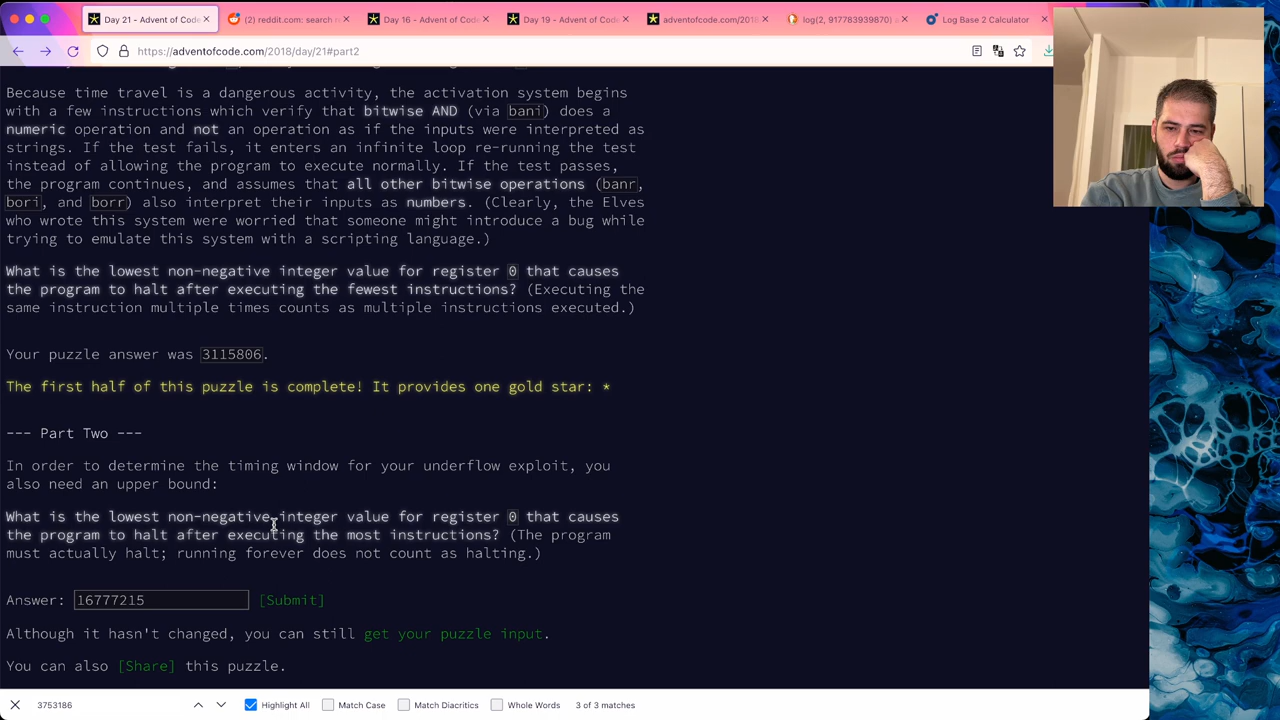 Day 21 - Advent of Cod
(2) reddit.com: search r
Day 16 - Advent of Cod
Day 19 - Advent of Cod
adventofcode.com/2018
log(2, 917783939870)
Log Base 2 Calculator
https://adventofcode.com/2018/day/21#part2
Because time travel is a dangerous activity, the activation system begins
with a few instructions which verify that bitwise AND (via bani) does a
numeric operation and not an operation as if the inputs were interpreted as
strings. If the test fails, it enters an infinite loop re-running the test
instead of allowing the program to execute normally. If the test passes,
the program continues, and assumes that all other bitwise operations (banr,
bori, and borr) also interpret their inputs as numbers. (Clearly, the Elves
who wrote this system were worried that someone might introduce a bug while
trying to emulate this system with a scripting language.)
What is the lowest non-negative integer value for register 0 that causes
the program to halt after executing the fewest instructions? (Executing the
same instruction multiple times counts as multiple instructions executed.)
Your puzzle answer was 3115806.
The first half of this puzzle is complete! It provides one gold star: *
--- Part Two ---
In order to determine the timing window for your underflow exploit, you
also need an upper bound:
What is the lowest non-negative integer value for register 0 that causes
the program to halt after executing the most instructions? (The program
must actually halt; running forever does not count as halting.)
Answer: 16777215 [Submit]
Although it hasn't changed, you can still get your puzzle input.
You can also [Share] this puzzle.
3753186 Highlight All Match Case Match Diacritics Whole Words 3 of 3 matches